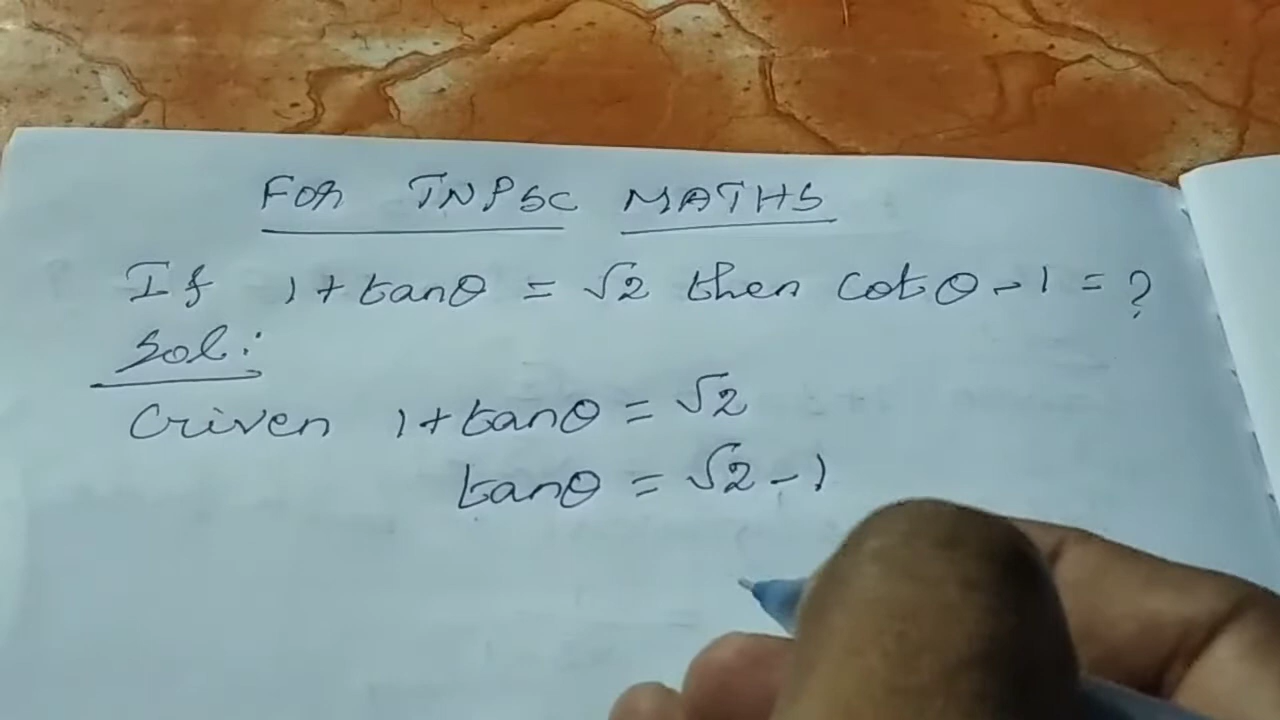 For TNPSC MATHS
If 1 + tanθ = √2 then cotθ - 1 = ?
Sol:
Given 1 + tanθ = √2
tanθ = √2 - 1